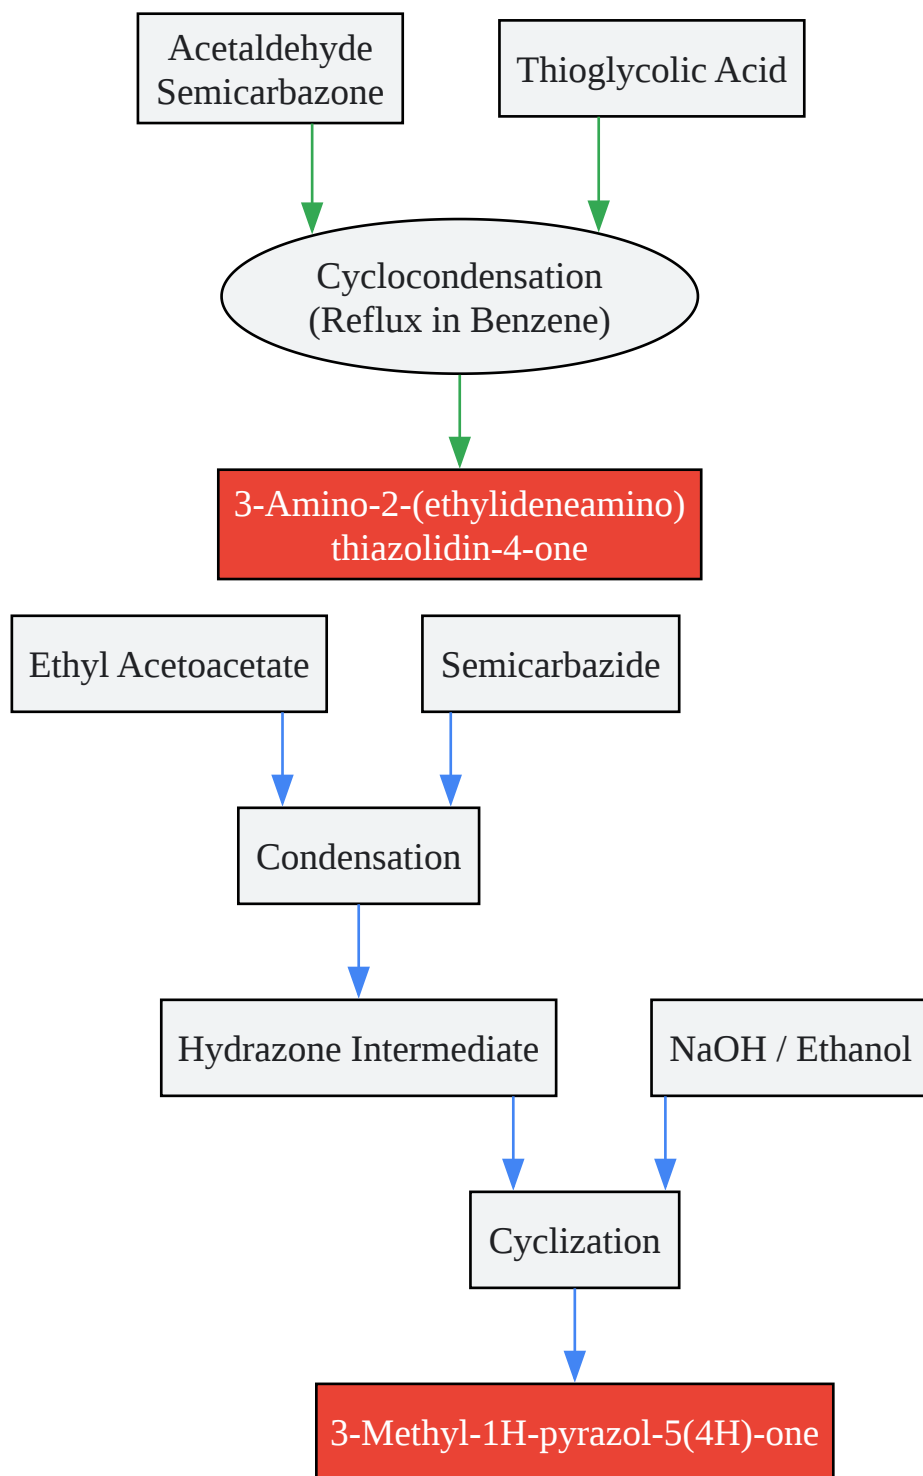 Acetaldehyde
Semicarbazone
Thioglycolic Acid
Cyclocondensation
(Reflux in Benzene)
3-Amino-2-(ethylideneamino)
thiazolidin-4-one
Ethyl Acetoacetate
Semicarbazide
Condensation
Hydrazone Intermediate
NaOH / Ethanol
Cyclization
3-Methyl-1H-pyrazol-5(4H)-one